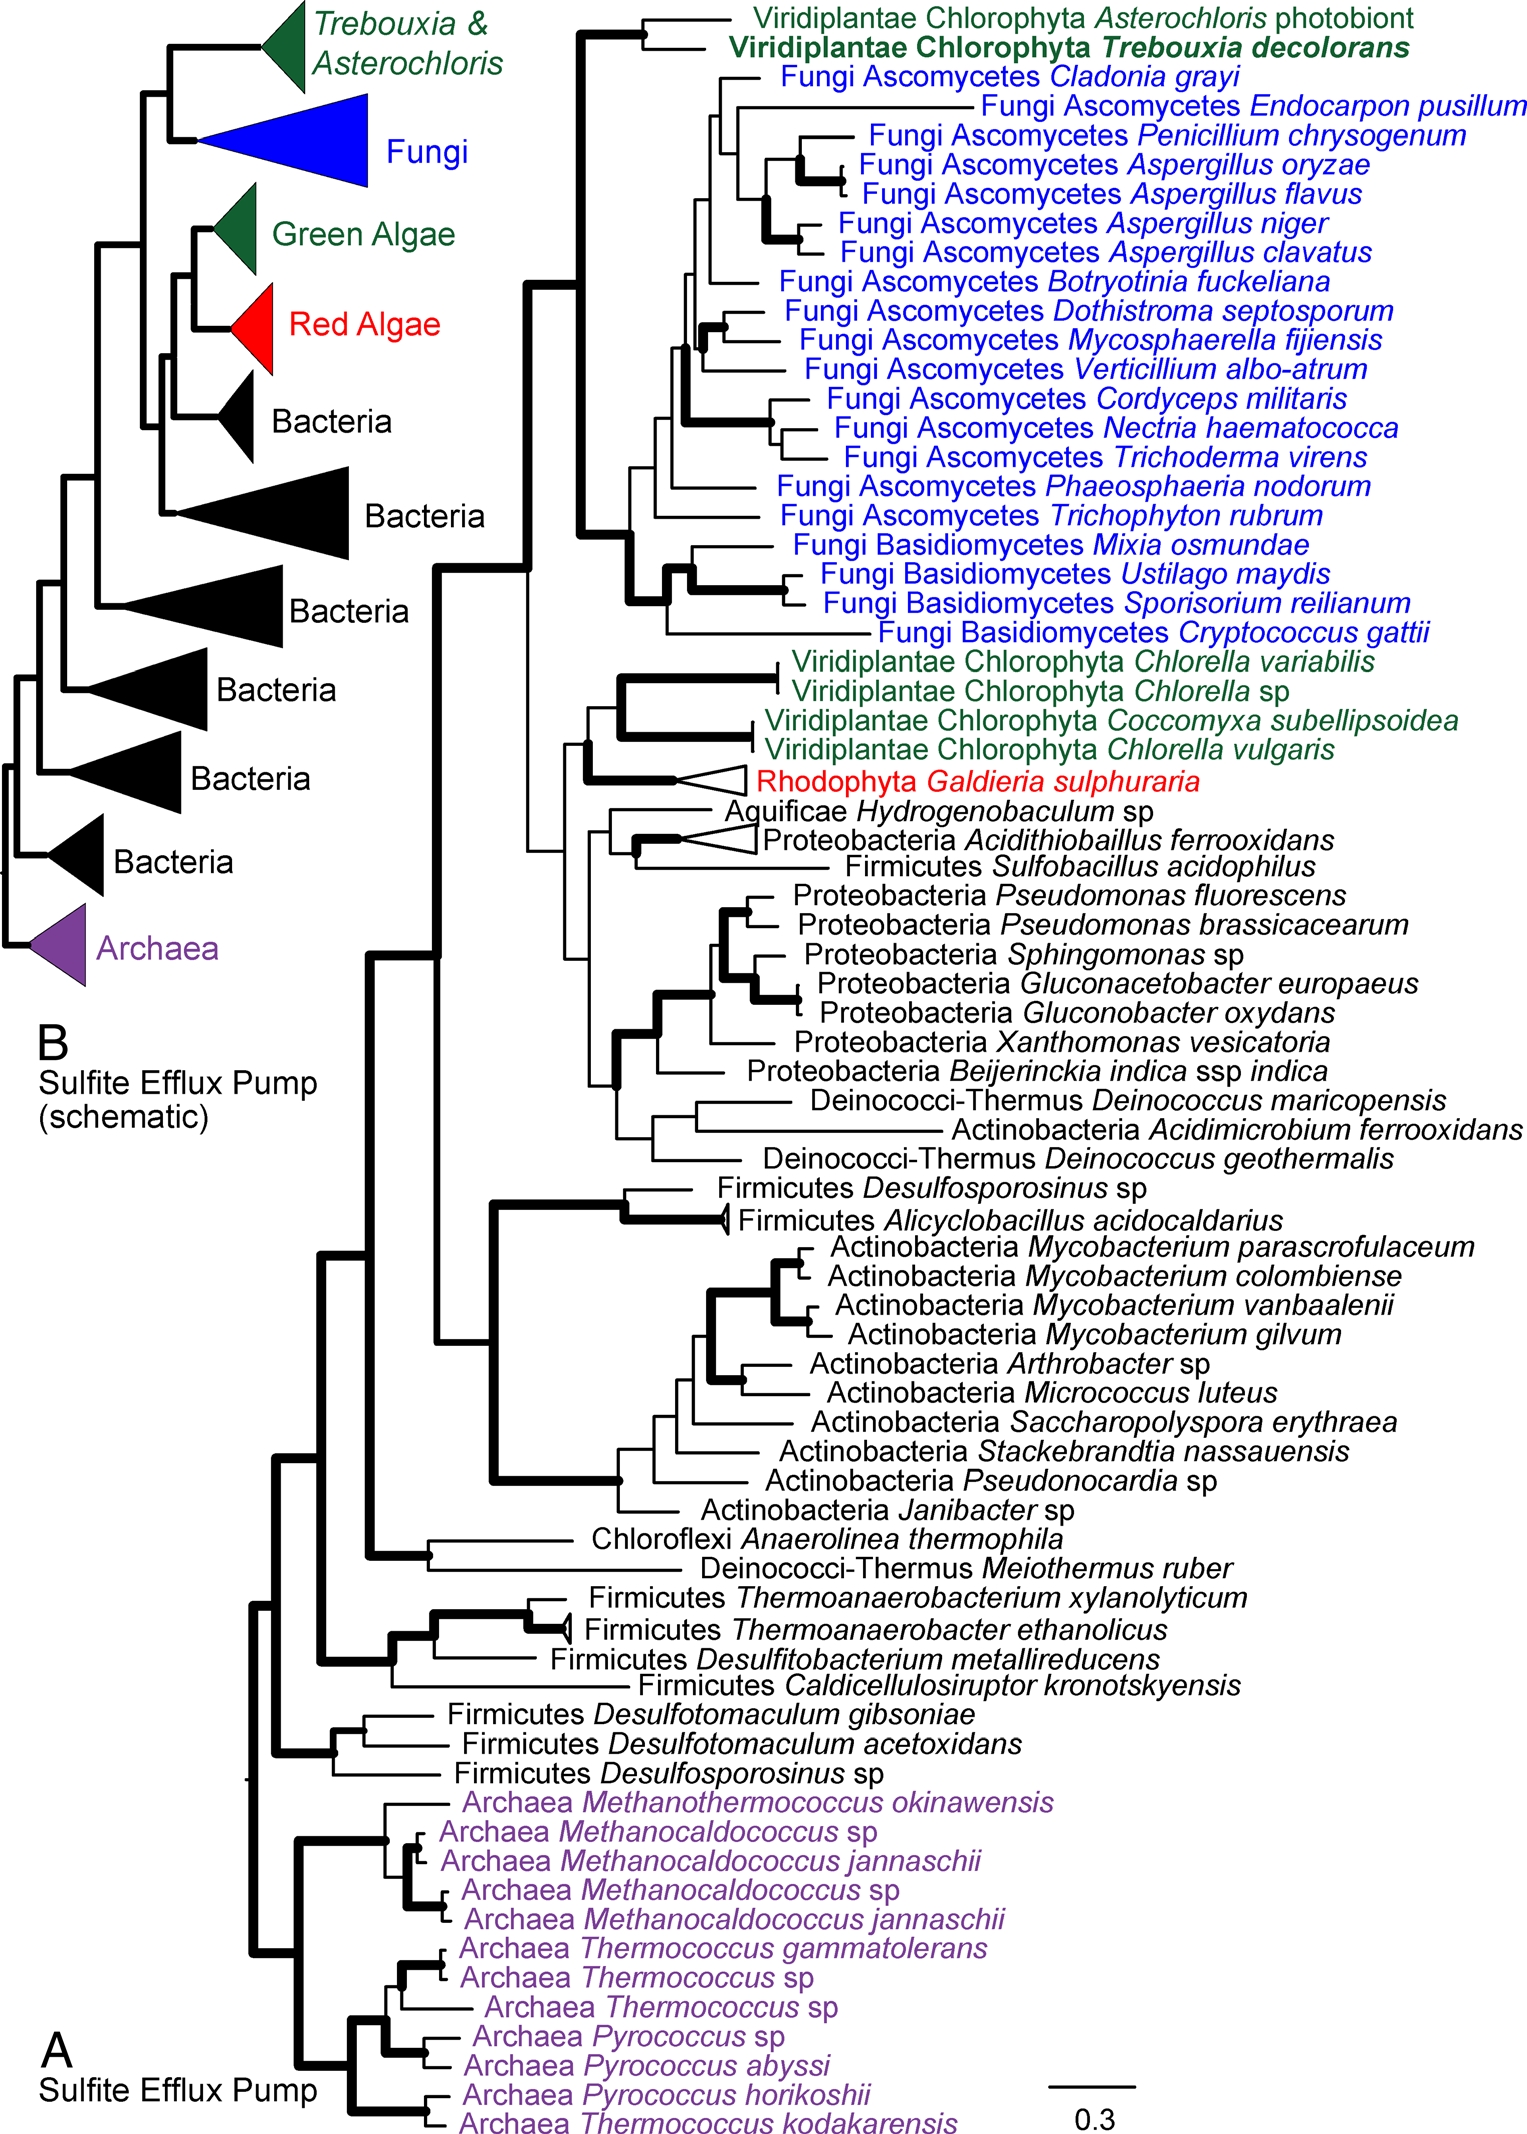 Trebouxia &
Asterochloris
Fungi
Green Algae
Red Algae
Bacteria
Bacteria
Bacteria
Bacteria
Bacteria
Bacteria
Archaea
B
Sulfite Efflux Pump
(schematic)
Viridiplantae Chlorophyta Asterochloris photobiont
Viridiplantae Chlorophyta Trebouxia decolorans
Fungi Ascomycetes Cladonia grayi
Fungi Ascomycetes Endocarpon pusillum
Fungi Ascomycetes Penicillium chrysogenum
Fungi Ascomycetes Aspergillus oryzae
Fungi Ascomycetes Aspergillus flavus
Fungi Ascomycetes Aspergillus niger
Fungi Ascomycetes Aspergillus clavatus
Fungi Ascomycetes Botryotinia fuckeliana
Fungi Ascomycetes Dothistroma septosporum
Fungi Ascomycetes Mycosphaerella fijiensis
Fungi Ascomycetes Verticillium albo-atrum
Fungi Ascomycetes Cordyceps militaris
Fungi Ascomycetes Nectria haematococca
Fungi Ascomycetes Trichoderma virens
Fungi Ascomycetes Phaeosphaeria nodorum
Fungi Ascomycetes Trichophyton rubrum
Fungi Basidiomycetes Mixia osmundae
Fungi Basidiomycetes Ustilago maydis
Fungi Basidiomycetes Sporisorium reilianum
Fungi Basidiomycetes Cryptococcus gattii
Viridiplantae Chlorophyta Chlorella variabilis
Viridiplantae Chlorophyta Chlorella sp
Viridiplantae Chlorophyta Coccomyxa subellipsoidea
Viridiplantae Chlorophyta Chlorella vulgaris
Rhodophyta Galdieria sulphuraria
Aquificae Hydrogenobaculum sp
Proteobacteria Acidithiobaillus ferrooxidans
Firmicutes Sulfobacillus acidophilus
Proteobacteria Pseudomonas fluorescens
Proteobacteria Pseudomonas brassicacearum
Proteobacteria Sphingomonas sp
Proteobacteria Gluconacetobacter europaeus
Proteobacteria Gluconobacter oxydans
Proteobacteria Xanthomonas vesicatoria
Proteobacteria Beijerinckia indica ssp indica
Deinococci-Thermus Deinococcus maricopensis
Actinobacteria Acidimicrobium ferrooxidans
Deinococci-Thermus Deinococcus geothermalis
Firmicutes Desulfosporosinus sp
Firmicutes Alicyclobacillus acidocaldarius
Actinobacteria Mycobacterium parascrofulaceum
Actinobacteria Mycobacterium colombiense
Actinobacteria Mycobacterium vanbaalenii
Actinobacteria Mycobacterium gilvum
Actinobacteria Arthrobacter sp
Actinobacteria Micrococcus luteus
Actinobacteria Saccharopolyspora erythraea
Actinobacteria Stackebrandtia nassauensis
Actinobacteria Pseudonocardia sp
Actinobacteria Janibacter sp
Chloroflexi Anaerolinea thermophila
Deinococci-Thermus Meiothermus ruber
Firmicutes Thermoanaerobacterium xylanolyticum
Firmicutes Thermoanaerobacter ethanolicus
Firmicutes Desulfitobacterium metallireducens
Firmicutes Caldicellulosiruptor kronotskyensis
Firmicutes Desulfotomaculum gibsoniae
Firmicutes Desulfotomaculum acetoxidans
Firmicutes Desulfosporosinus sp
Archaea Methanothermococcus okinawensis
Archaea Methanocaldococcus sp
Archaea Methanocaldococcus jannaschii
Archaea Methanocaldococcus sp
Archaea Methanocaldococcus jannaschii
Archaea Thermococcus gammatolerans
Archaea Thermococcus sp
Archaea Thermococcus sp
Archaea Pyrococcus sp
Archaea Pyrococcus abyssi
Archaea Pyrococcus horikoshii
Archaea Thermococcus kodakarensis
A
Sulfite Efflux Pump
0.3